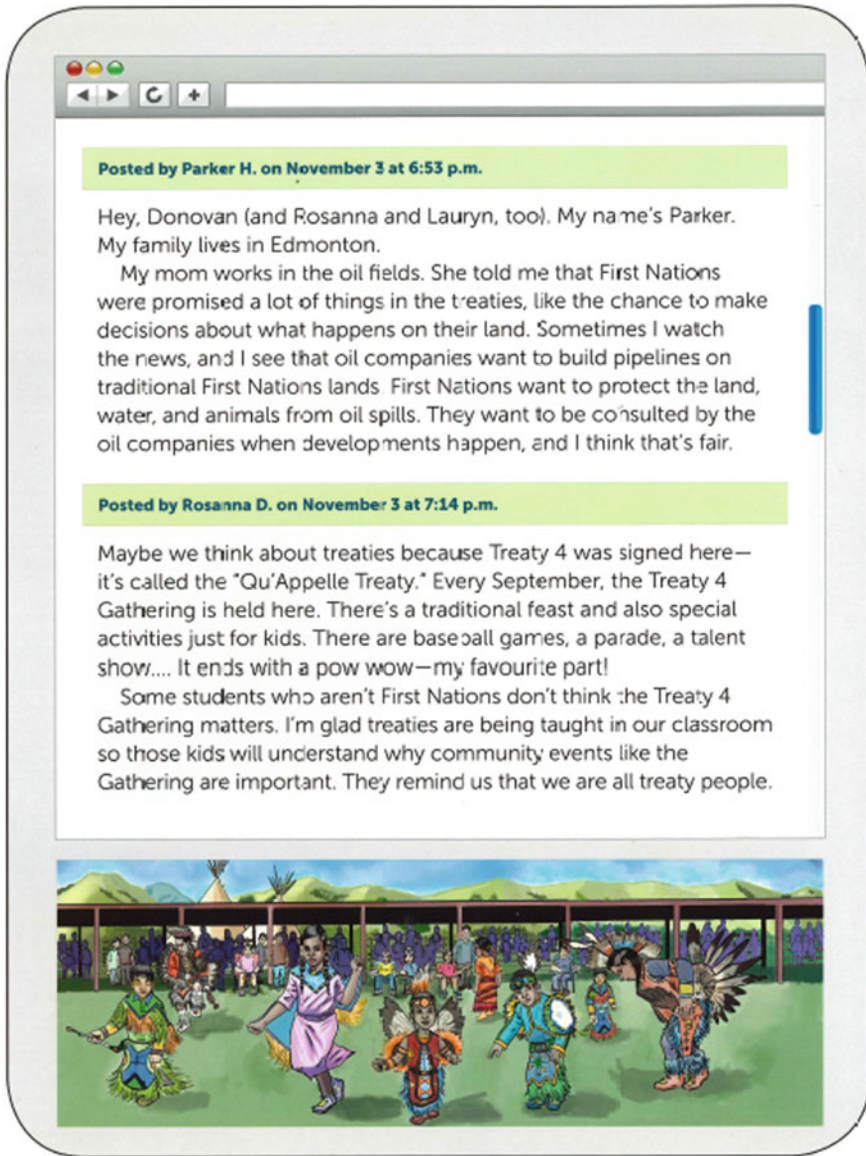 Posted by Parker H. on November 3 at 6:53 p.m.
Hey, Donovan (and Rosanna and Lauryn, too). My name's Parker.
My family lives in Edmonton.
My mom works in the oil fields. She told me that First Nations
were promised a lot of things in the treaties, like the chance to make
decisions about what happens on their land. Sometimes I watch
the news, and I see that oil companies want to build pipelines on
traditional First Nations lands. First Nations want to protect the land,
water, and animals from oil spills. They want to be consulted by the
oil companies when developments happen, and I think that's fair.
Posted by Rosanna D. on November 3 at 7:14 p.m.
Maybe we think about treaties because Treaty 4 was signed here—
it's called the "Qu'Appelle Treaty." Every September, the Treaty 4
Gathering is held here. There's a traditional feast and also special
activities just for kids. There are baseball games, a parade, a talent
show.... It ends with a pow wow—my favourite part!
Some students who aren't First Nations don't think the Treaty 4
Gathering matters. I'm glad treaties are being taught in our classroom
so those kids will understand why community events like the
Gathering are important. They remind us that we are all treaty people.